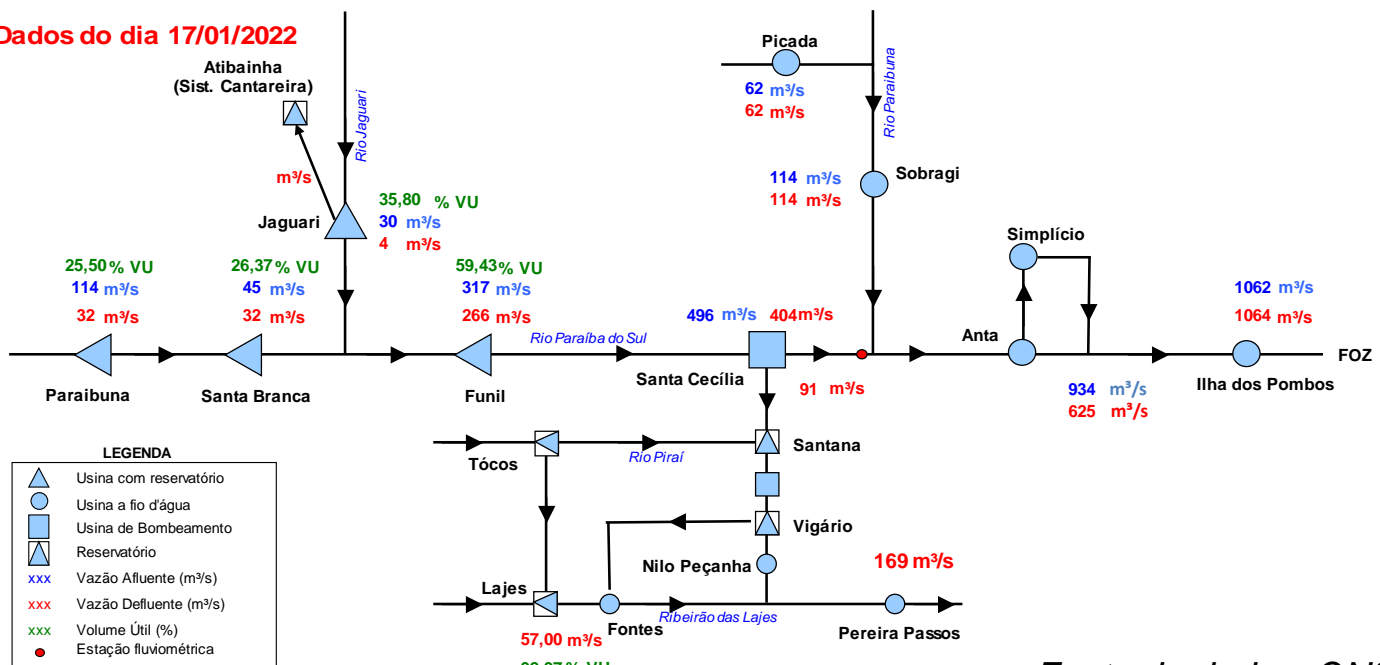 Dados do dia 17/01/2022
Atibainha
(Sist. Cantareira)
Rio Jaguari
m³/s
Jaguari
35,80 % VU
30 m³/s
4 m³/s
Picada
62 m³/s
62 m³/s
Rio Paraibuna
114 m³/s
114 m³/s
Sobragi
25,50 % VU
114 m³/s
32 m³/s
Paraibuna
26,37 % VU
45 m³/s
32 m³/s
Santa Branca
59,43 % VU
317 m³/s
266 m³/s
Funil
Rio Paraíba do Sul
496 m³/s 404 m³/s
Santa Cecília
91 m³/s
Simplício
Anta
934 m³/s
625 m³/s
1062 m³/s
1064 m³/s
Ilha dos Pombos
FOZ
Tócos
Rio Piraí
Santana
Vigário
Nilo Peçanha
169 m³/s
Lajes
Fontes
Ribeirão das Lajes
Pereira Passos
57,00 m³/s
LEGENDA
Usina com reservatório
Usina a fio d'água
Usina de Bombeamento
Reservatório
xxx Vazão Afluente (m³/s)
xxx Vazão Defluente (m³/s)
xxx Volume Útil (%)
Estação fluviométrica